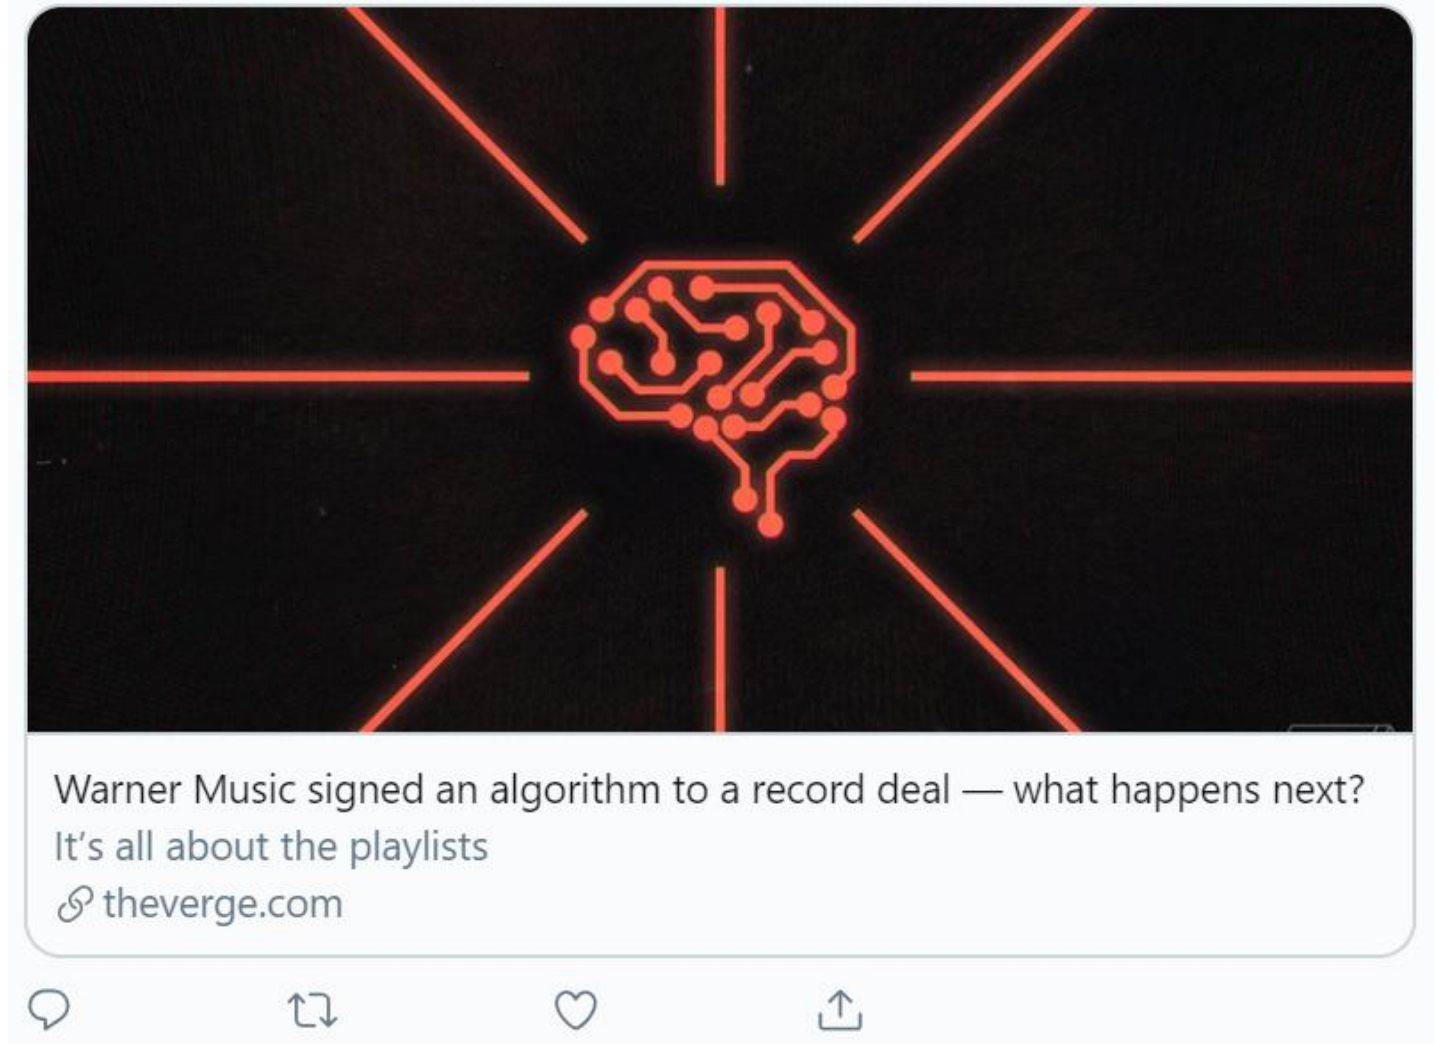 Warner Music signed an algorithm to a record deal — what happens next?
It's all about the playlists
theverge.com